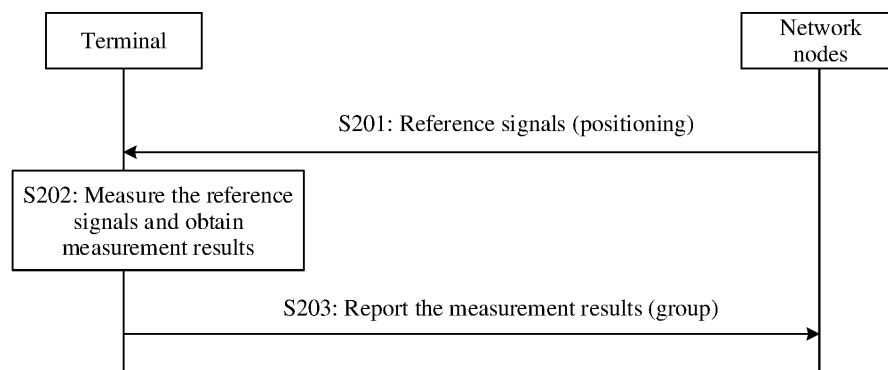 Terminal
Network
nodes
S201: Reference signals (positioning)
S202: Measure the reference
signals and obtain
measurement results
S203: Report the measurement results (group)